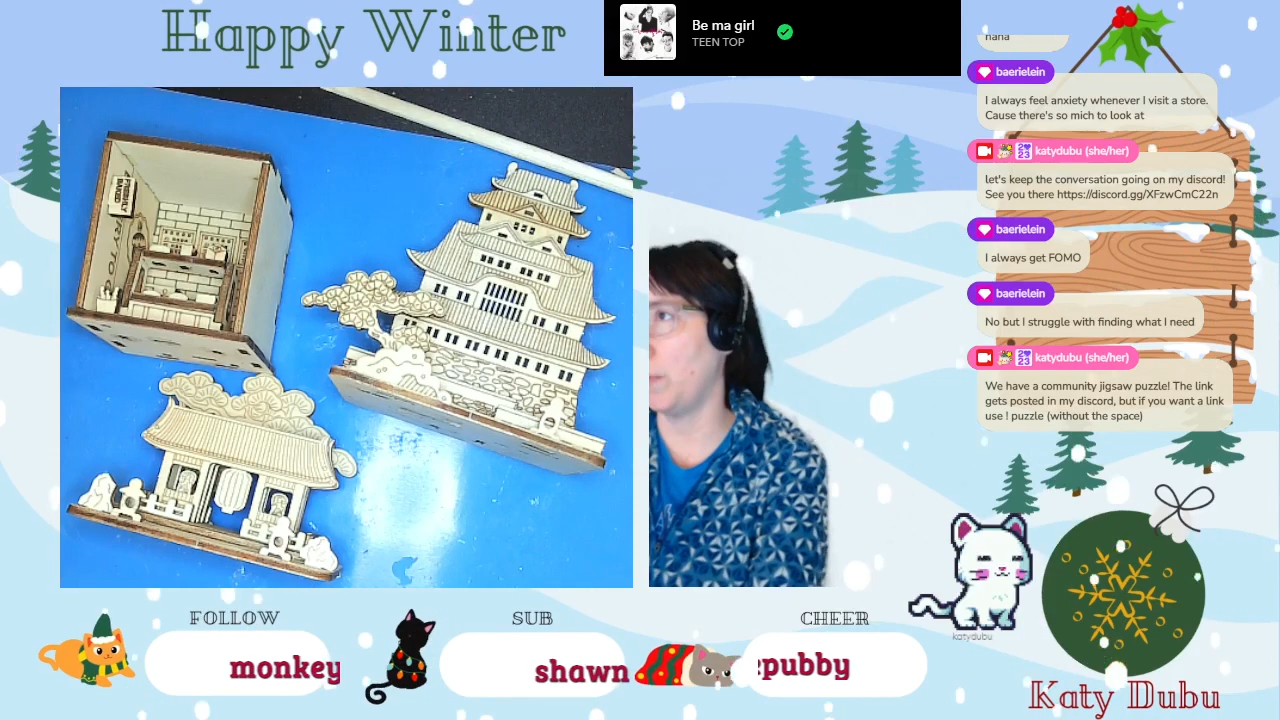 Happy Winter
Be ma girl
TEEN TOP
nana
baerielein
I always feel anxiety whenever I visit a store.
Cause there's so mich to look at
katydubu (she/her)
let's keep the conversation going on my discord!
See you there https://discord.gg/XFzwCmC22n
baerielein
I always get FOMO
baerielein
No but I struggle with finding what I need
katydubu (she/her)
We have a community jigsaw puzzle! The link
gets posted in my discord, but if you want a link
use ! puzzle (without the space)
FRESHLY
BAKED
FOLLOW
monkey
SUB
shawn
CHEER
pubby
katydubu
Katy Dubu